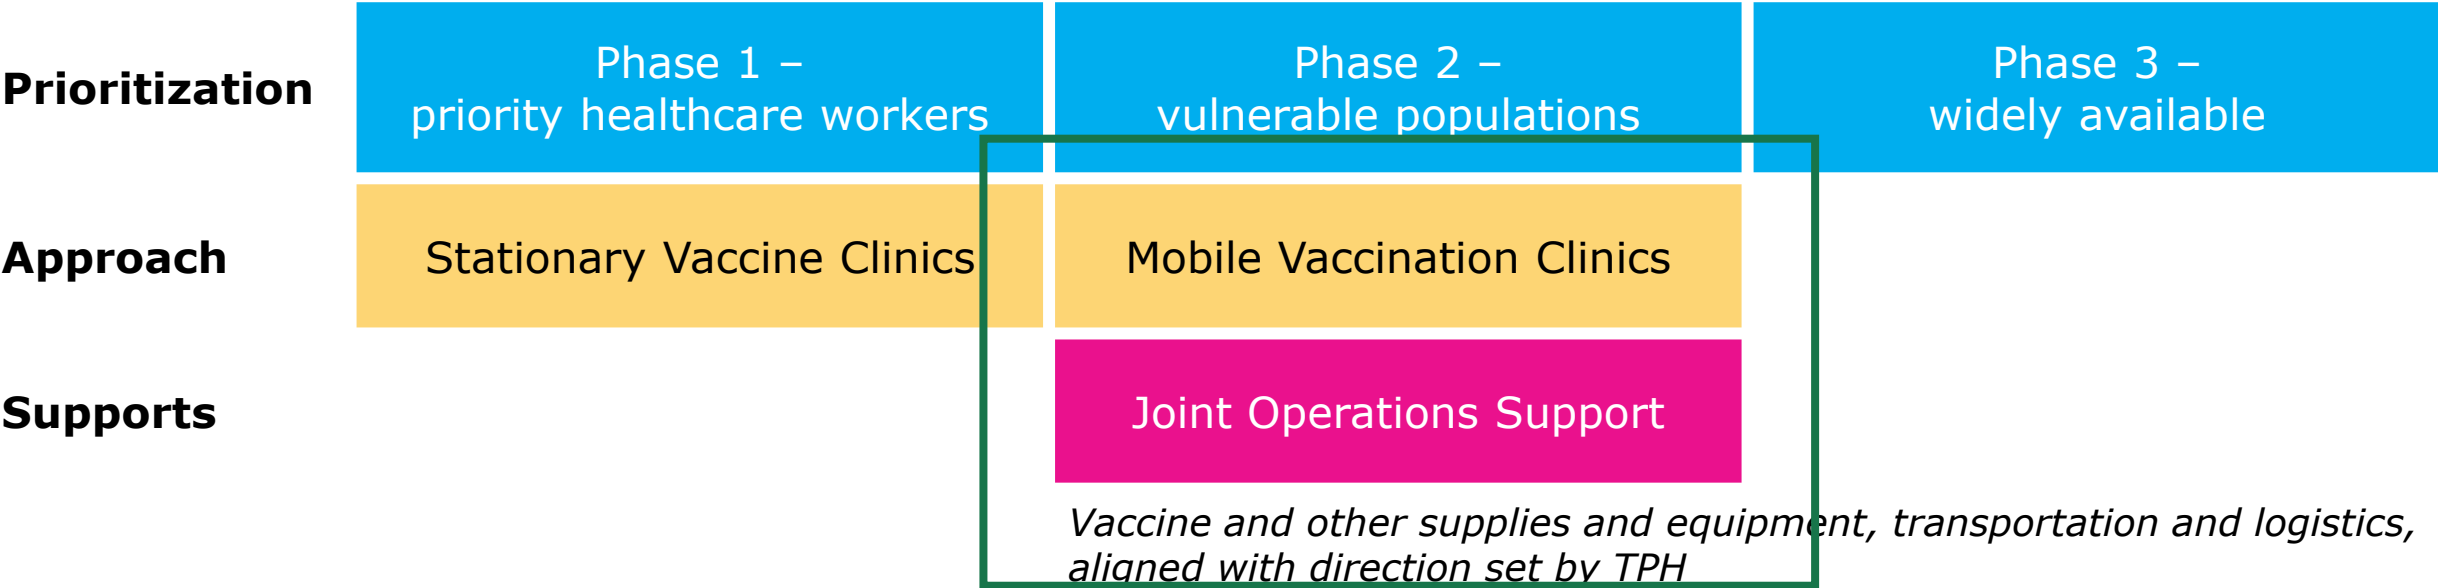 Prioritization
Phase 1 –
priority healthcare workers
Phase 2 –
vulnerable populations
Phase 3 –
widely available
Approach
Stationary Vaccine Clinics
Mobile Vaccination Clinics
Supports
Joint Operations Support
Vaccine and other supplies and equipment, transportation and logistics,
aligned with direction set by TPH